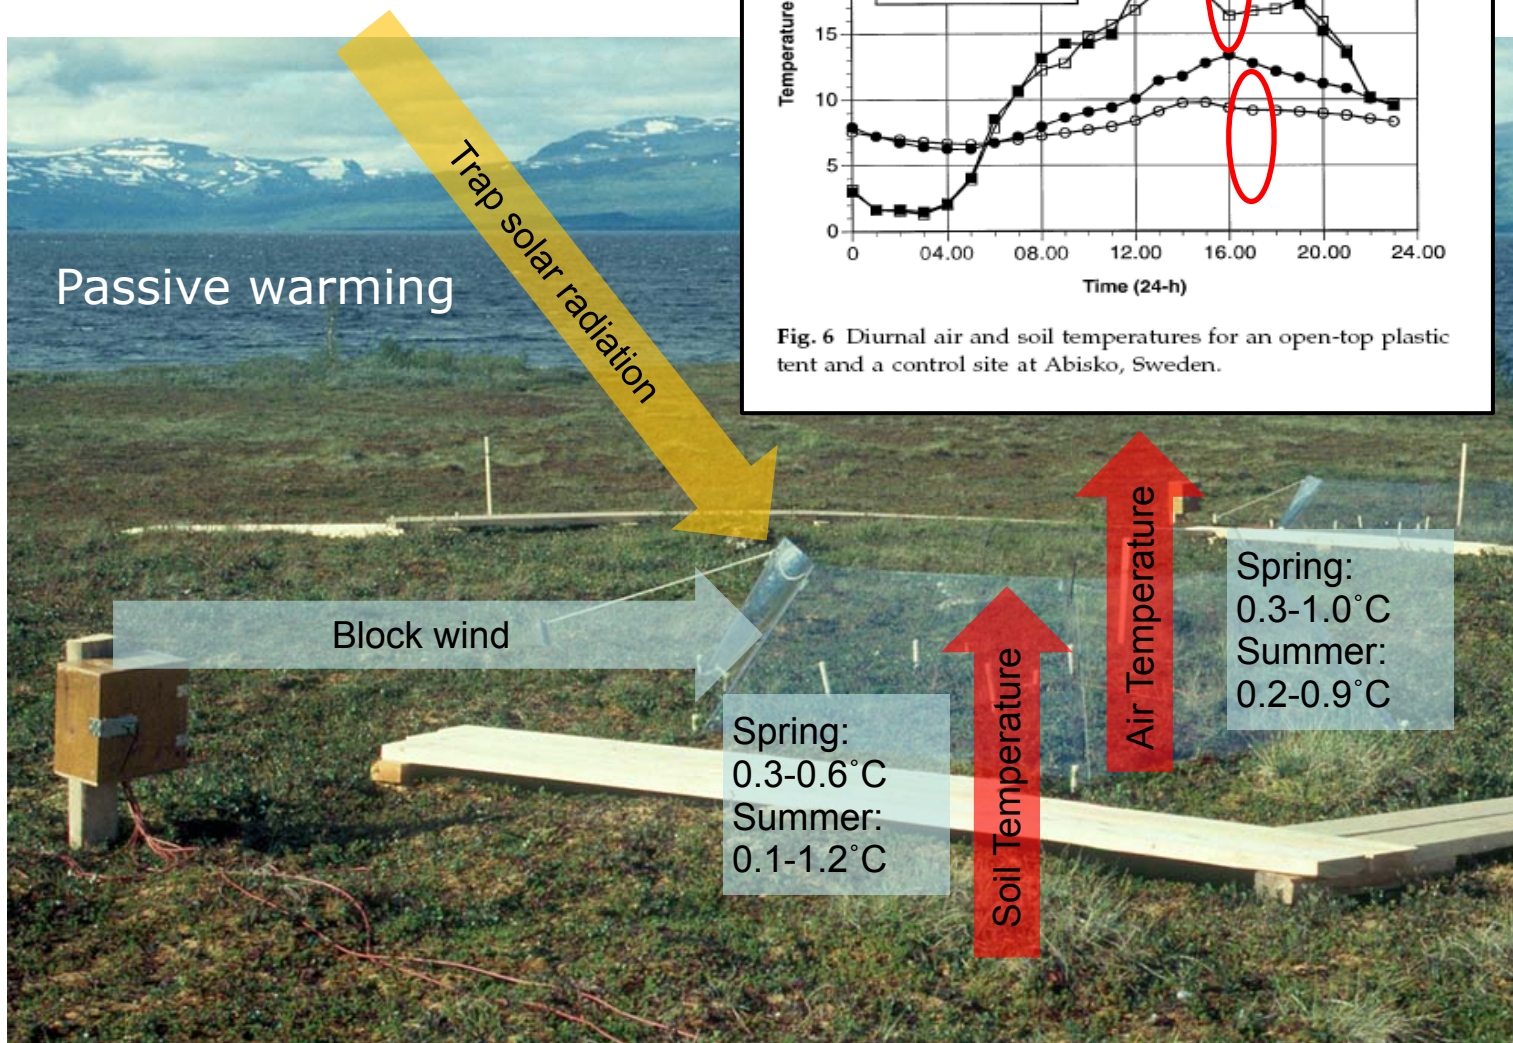 Temperature
15
10
5
0
0 04.00 08.00 12.00 16.00 20.00 24.00
Time (24-h)
Fig. 6 Diurnal air and soil temperatures for an open-top plastic
tent and a control site at Abisko, Sweden.
Passive warming
Trap solar radiation
Block wind
Air Temperature
Spring:
0.3-1.0˚C
Summer:
0.2-0.9˚C
Soil Temperature
Spring:
0.3-0.6˚C
Summer:
0.1-1.2˚C